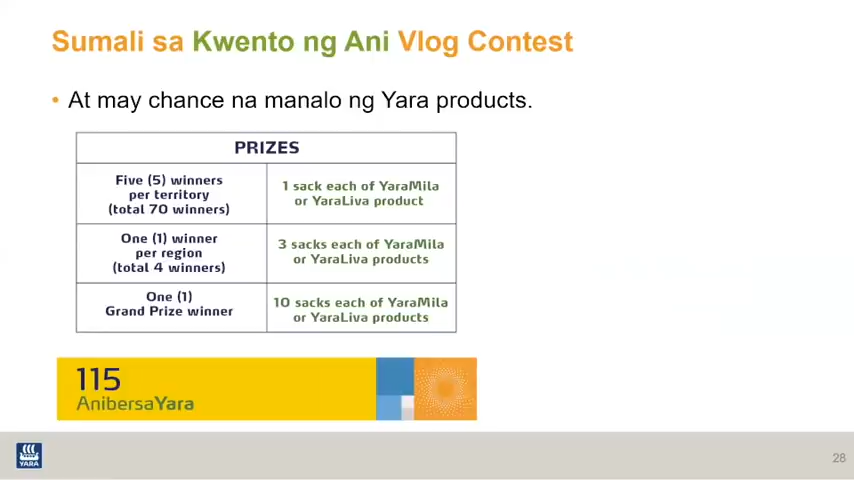 Sumali sa Kwento ng Ani Vlog Contest
• At may chance na manalo ng Yara products.
PRIZES
Five (5) winners
per territory
(total 70 winners)
1 sack each of YaraMila
or YaraLiva product
One (1) winner
per region
(total 4 winners)
3 sacks each of YaraMila
or YaraLiva products
One (1)
Grand Prize winner
10 sacks each of YaraMila
or YaraLiva products
115
AnibersaYara
YARA
28